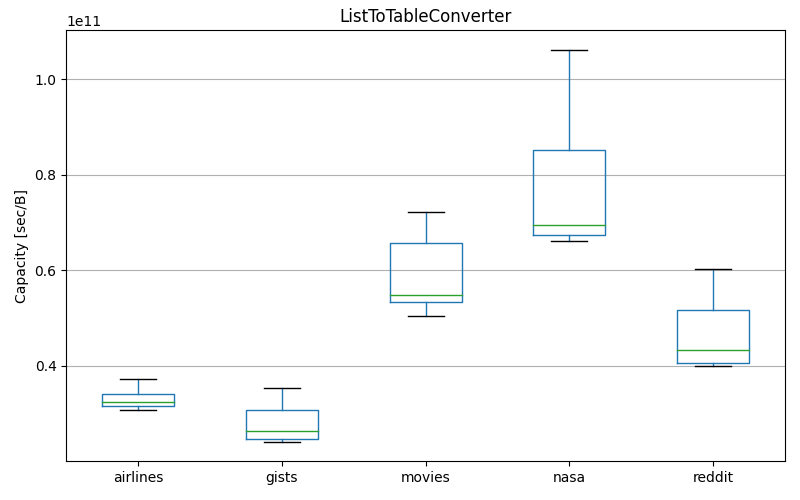 ListToTableConverter
1e11
1.0
0.8
0.6
0.4
Capacity [sec/B]
airlines gists movies nasa reddit